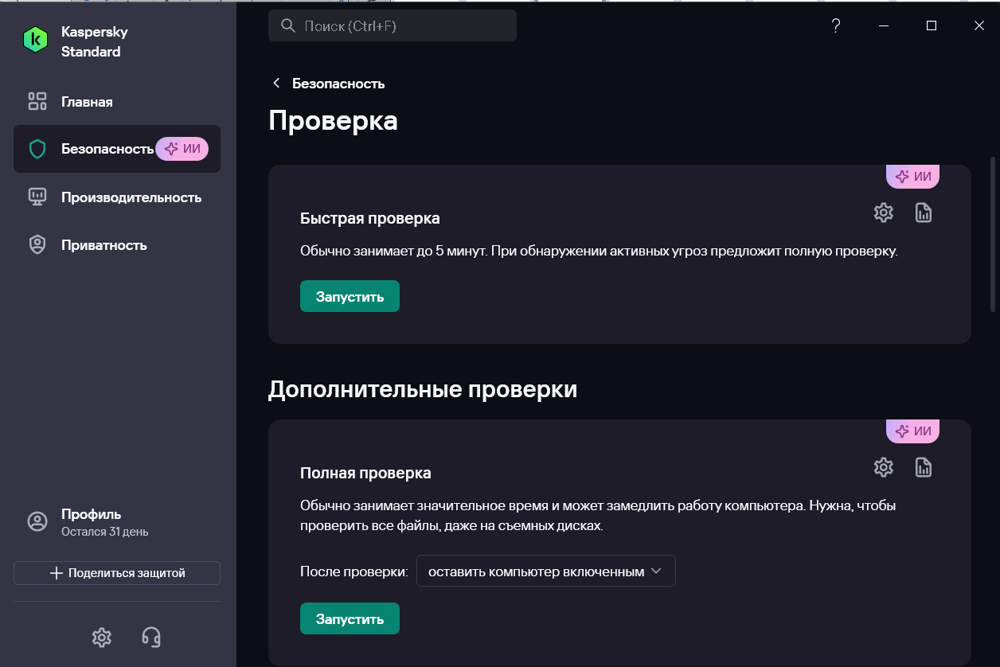 Kaspersky
Standard
Поиск (Ctrl+F)
?
Главная
Безопасность ИИ
Производительность
Приватность
Безопасность
Проверка
ИИ
Быстрая проверка
Обычно занимает до 5 минут. При обнаружении активных угроз предложит полную проверку.
Запустить
Дополнительные проверки
ИИ
Полная проверка
Обычно занимает значительное время и может замедлить работу компьютера. Нужна, чтобы
проверить все файлы, даже на съемных дисках.
После проверки: оставить компьютер включенным
Запустить
Профиль
Остался 31 день
Поделиться защитой